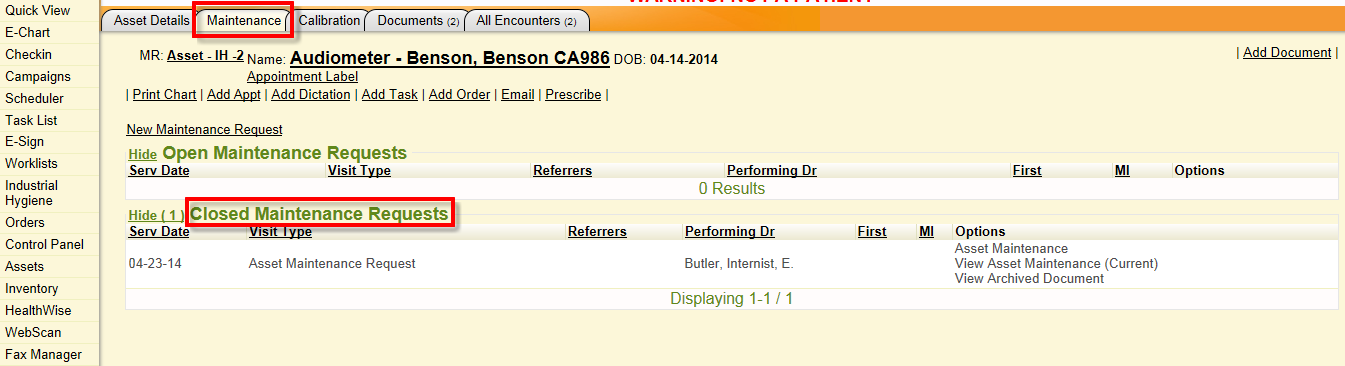 WARNING! NOT A PATIENT
Quick View
E-Chart
Checkin
Campaigns
Scheduler
Task List
E-Sign
Worklists
Industrial
Hygiene
Orders
Control Panel
Assets
Inventory
HealthWise
WebScan
Fax Manager
Asset Details Maintenance Calibration Documents (2) All Encounters (2)
MR: Asset - IH -2 Name: Audiometer - Benson, Benson CA986 DOB: 04-14-2014 | Add Document |
Appointment Label
| Print Chart | Add Appt | Add Dictation | Add Task | Add Order | Email | Prescribe |
New Maintenance Request
Hide Open Maintenance Requests
Serv Date Visit Type Referrers Performing Dr First MI Options
0 Results
Hide ( 1 ) Closed Maintenance Requests
Serv Date Visit Type Referrers Performing Dr First MI Options
04-23-14 Asset Maintenance Request Butler, Internist, E. Asset Maintenance
View Asset Maintenance (Current)
View Archived Document
Displaying 1-1 / 1